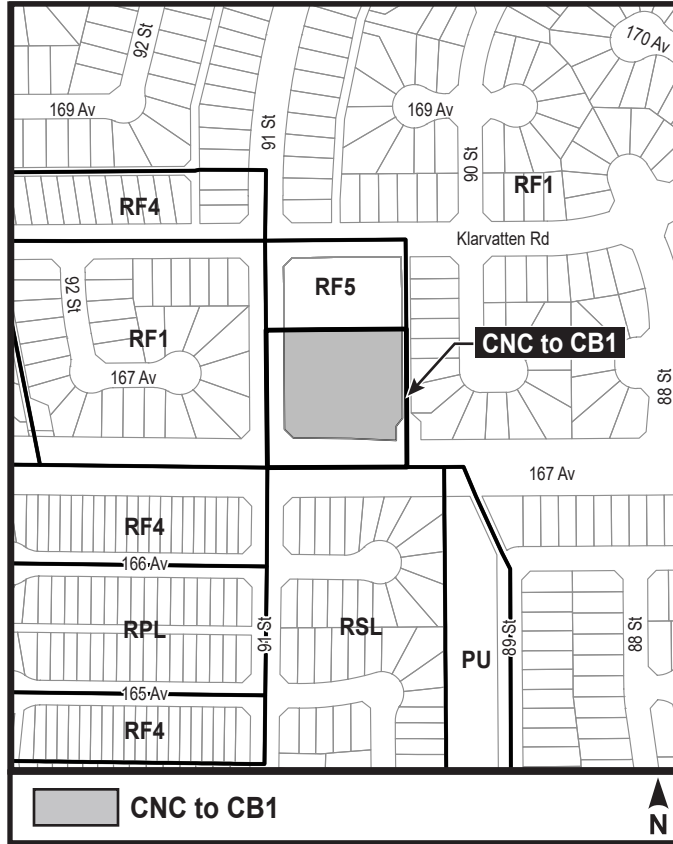 92 St
170 Av
169 Av
91 St
169 Av
90 St
RF1
RF4
Klarvatten Rd
RF5
92 St
RF1
CNC to CB1
167 Av
88 St
167 Av
RF4
166 Av
RPL
91 St
RSL
PU
89 St
88 St
165 Av
RF4
CNC to CB1
N